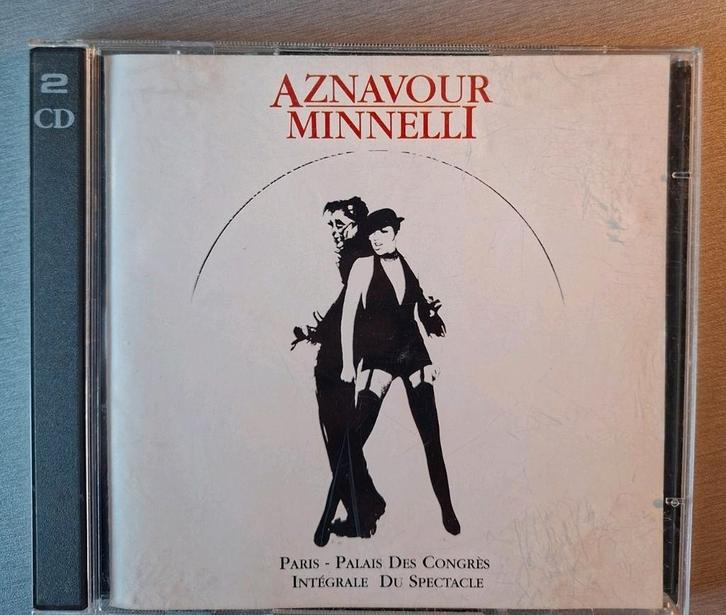 2
CD
AZNAVOUR
MINNELLI
PARIS - PALAIS DES CONGRÈS
INTÉGRALE DU SPECTACLE